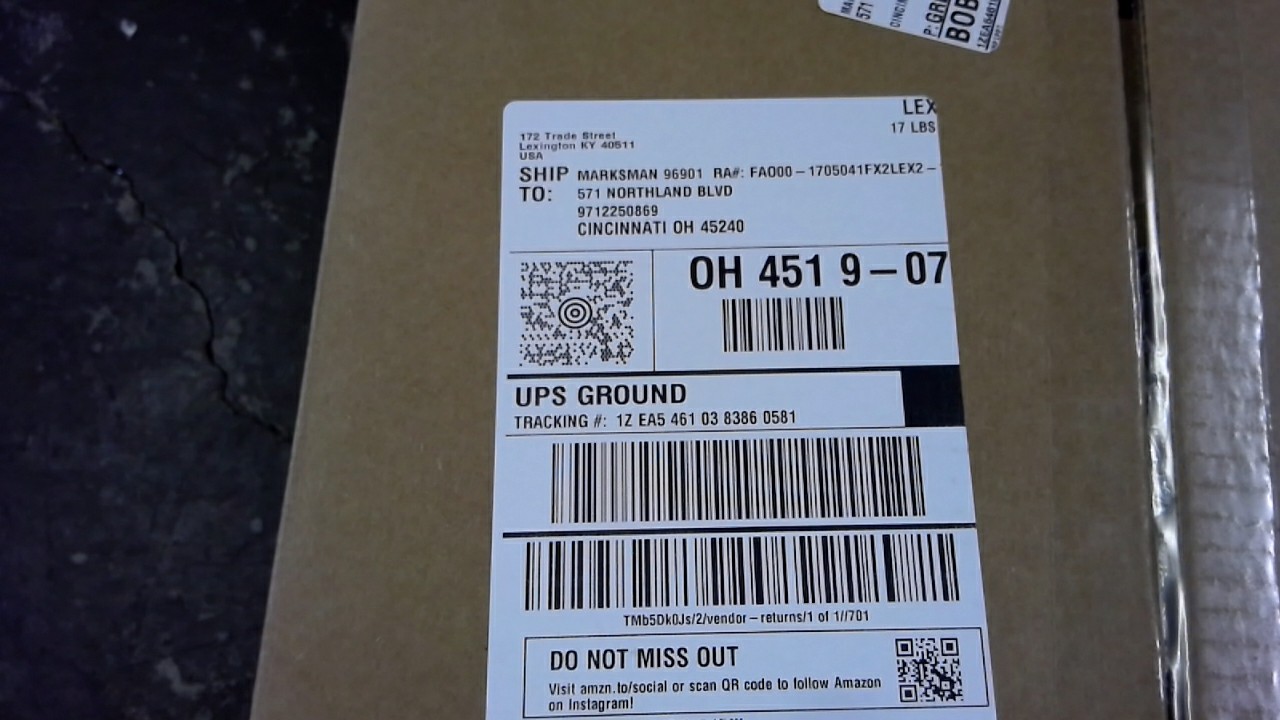 571
P: GR
BOB
LEX
17 LBS
172 Trade Street
Lexington KY 40511
USA
SHIP TO:
MARKSMAN 96901 RA#: FAO00-1705041FX2LEX2-
571 NORTHLAND BLVD
9712250869
CINCINNATI OH 45240
OH 451 9-07
UPS GROUND
TRACKING #: 1Z EA5 461 03 8386 0581
TMb5Dk0Js/2/vendor-returns/1 of 1//701
DO NOT MISS OUT
Visit amzn.to/social or scan QR code to follow Amazon
on Instagram!